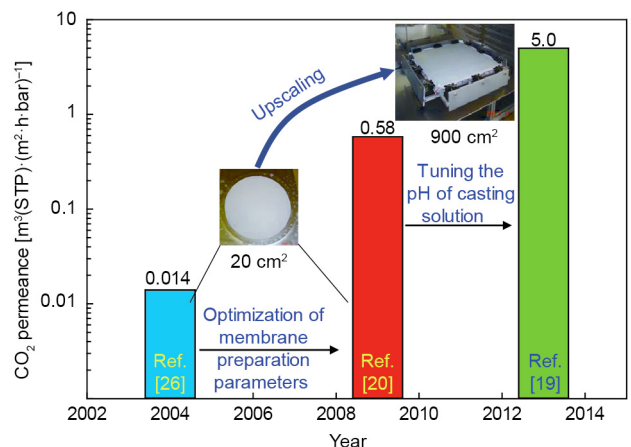 CO₂ permeance [m³(STP)·(m²·h·bar)⁻¹]
10
1
0.1
0.01
5.0
Upscaling
0.58
900 cm²
Tuning the
pH of casting
solution
20 cm²
0.014
Optimization of
membrane
preparation
parameters
Ref.
[26]
Ref.
[20]
Ref.
[19]
2002 2004 2006 2008 2010 2012 2014
Year